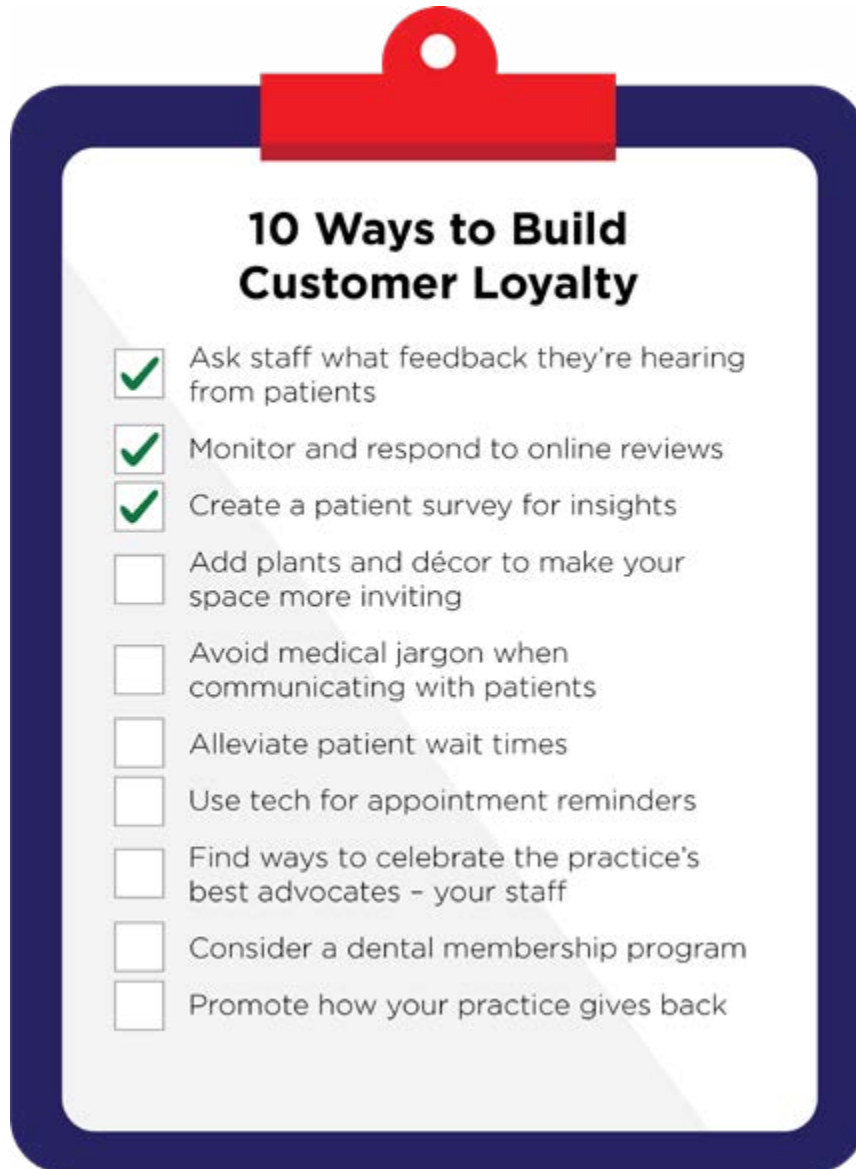 10 Ways to Build
Customer Loyalty
Ask staff what feedback they’re hearing
from patients
Monitor and respond to online reviews
Create a patient survey for insights
Add plants and décor to make your
space more inviting
Avoid medical jargon when
communicating with patients
Alleviate patient wait times
Use tech for appointment reminders
Find ways to celebrate the practice’s
best advocates – your staff
Consider a dental membership program
Promote how your practice gives back